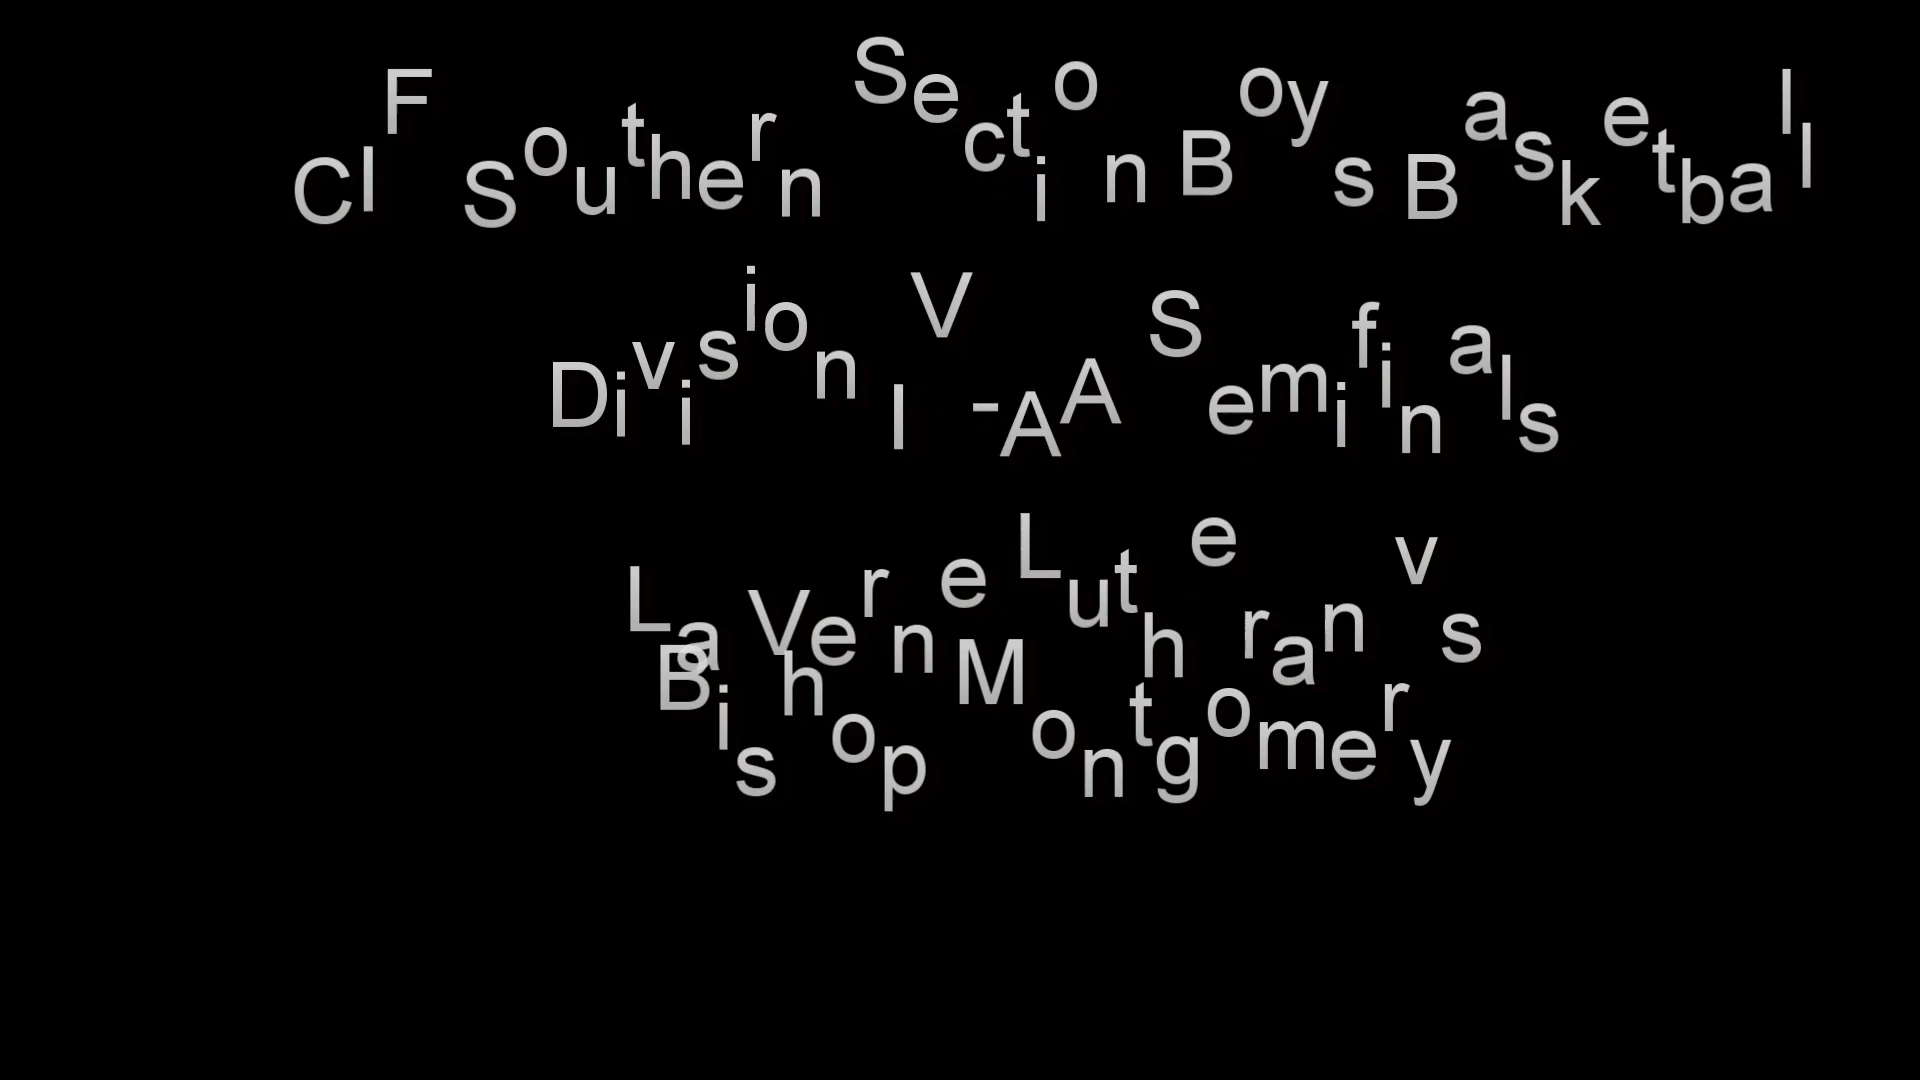 CIF Southern Section Boys Basketball
Division IV-AA Semifinals
La Verne Lutheran vs
Bishop Montgomery